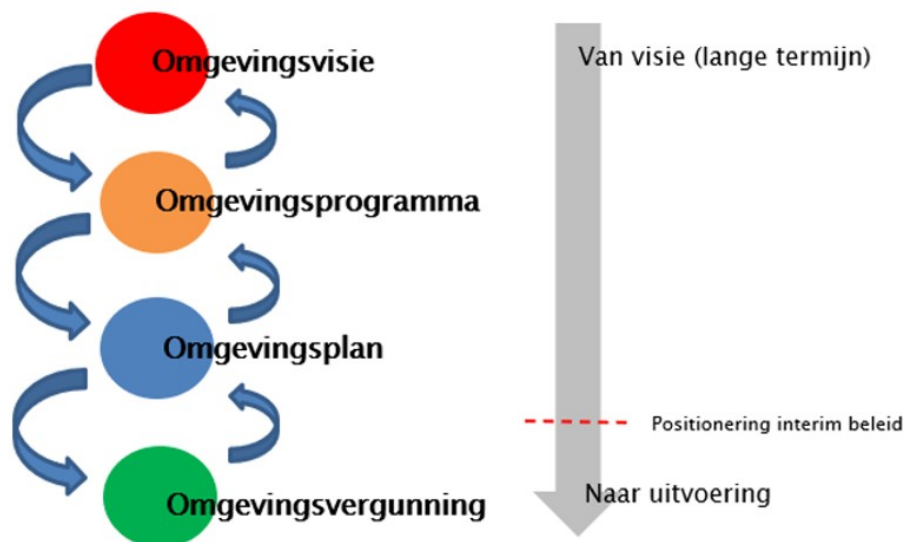 Omgevingsvisie
Van visie (lange termijn)
Omgevingsprogramma
Omgevingsplan
Positionering interim beleid
Naar uitvoering
Omgevingsvergunning